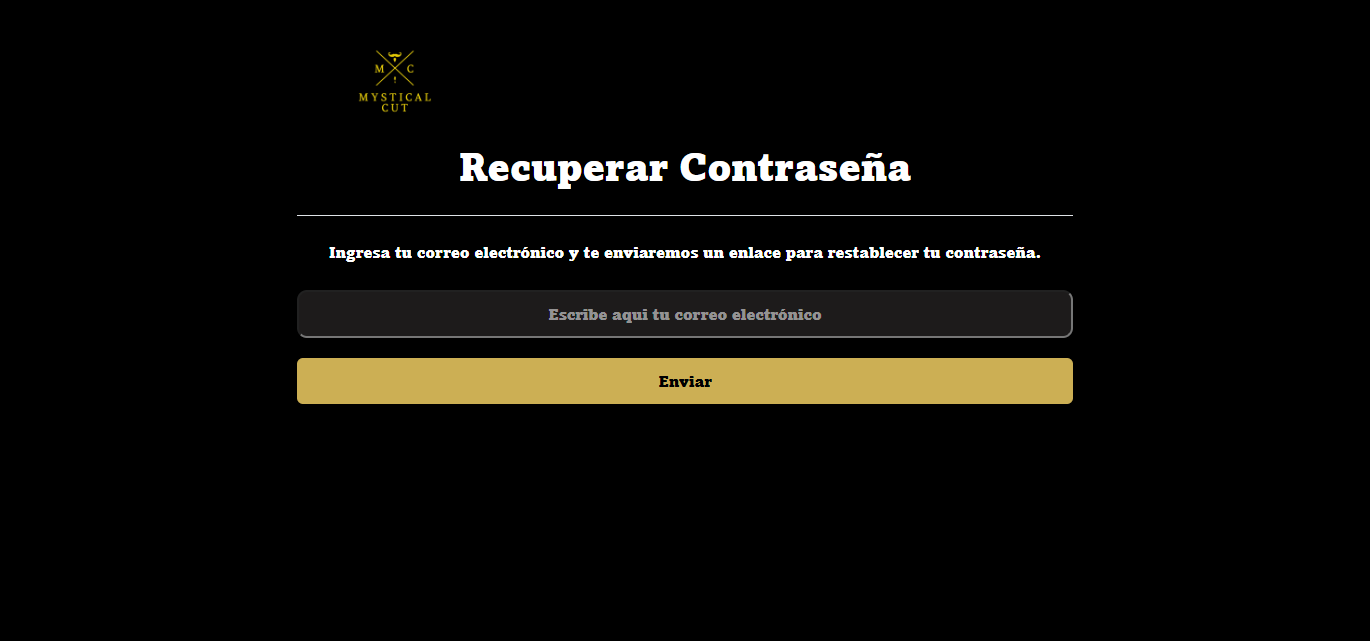 M C
MYSTICAL
CUT
Recuperar Contraseña
Ingresa tu correo electrónico y te enviaremos un enlace para restablecer tu contraseña.
Escribe aqui tu correo electrónico
Enviar